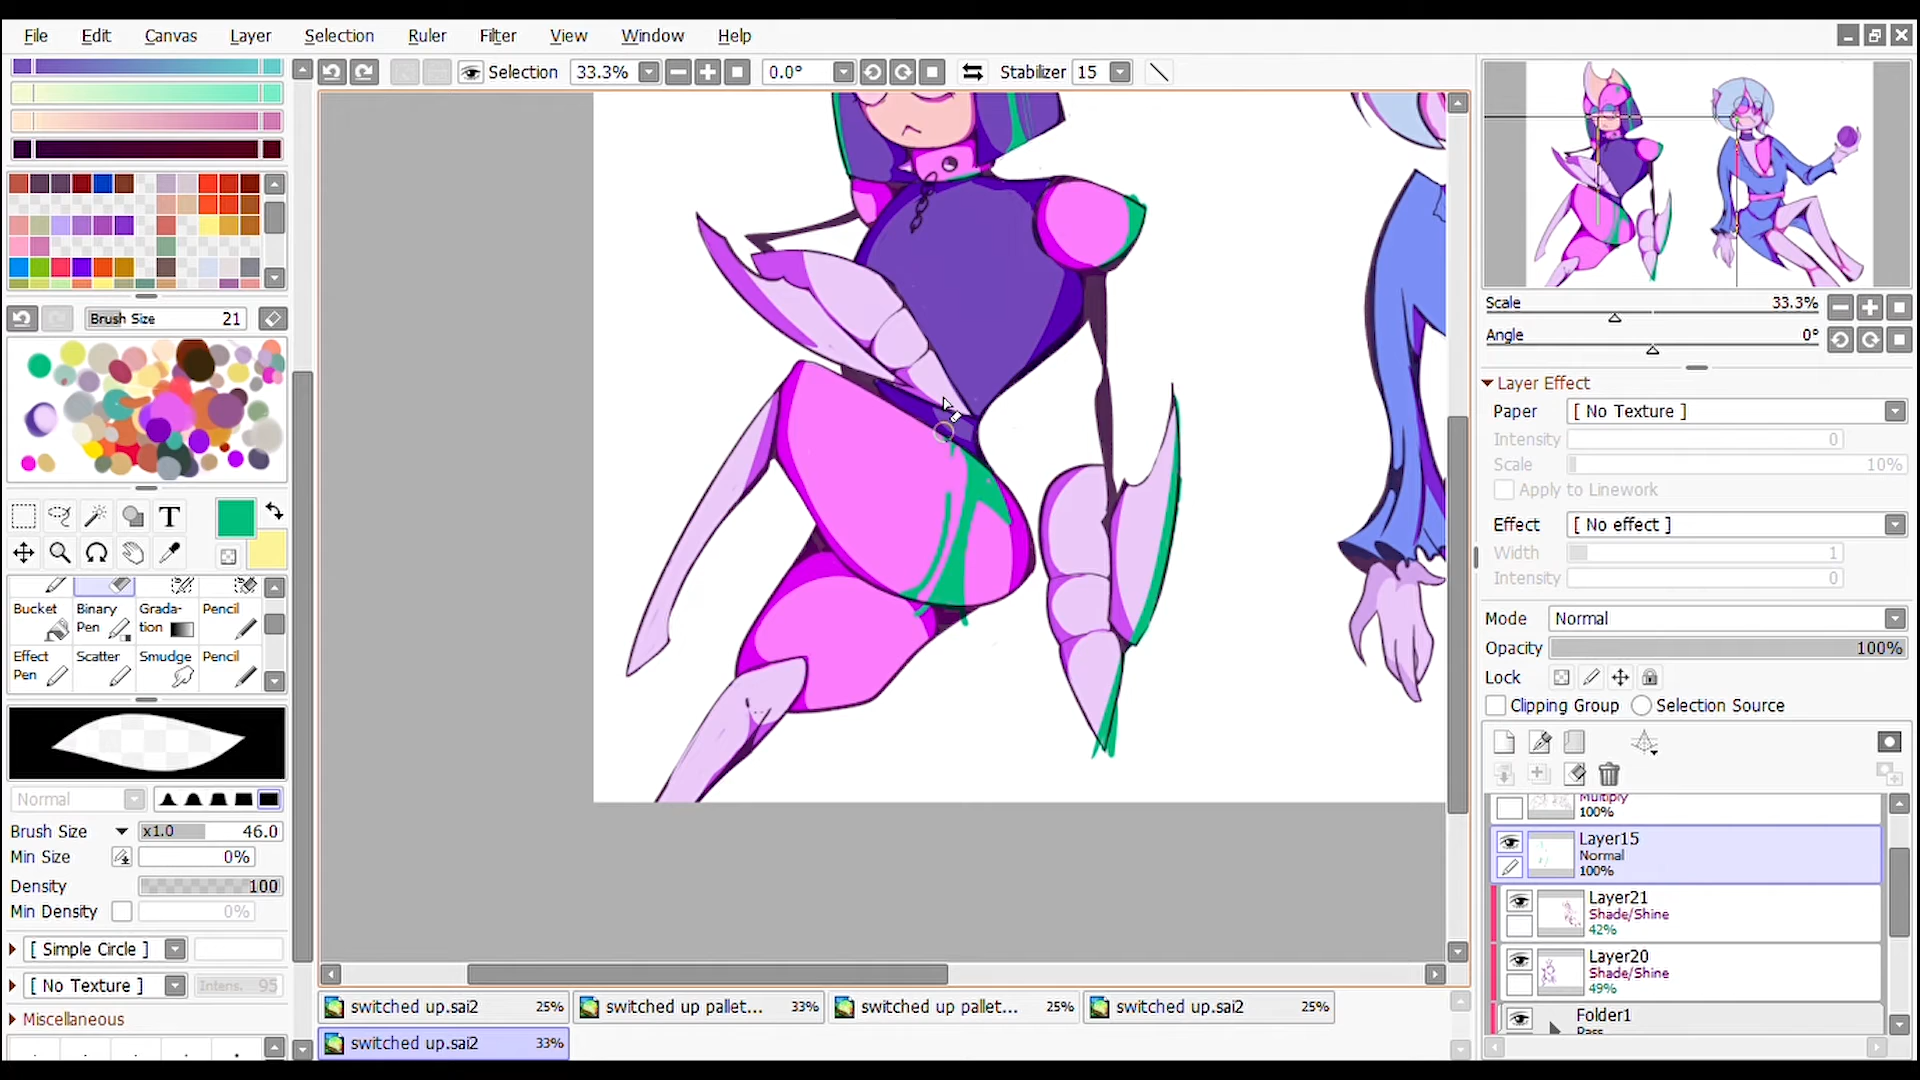 File Edit Canvas Layer Selection Ruler Filter View Window Help
Selection 33.3% 0.0° Stabilizer 15
Brush Size 21
T
Bucket Binary Pen Grada-tion Pencil
Effect Pen Scatter Smudge Pencil
Normal
Brush Size x1.0 46.0
Min Size 0%
Density 100
Min Density 0%
[ Simple Circle ]
[ No Texture ] Intens. 95
Miscellaneous
switched up.sai2 25% switched up pallet... 33% switched up pallet... 25% switched up.sai2 25%
switched up.sai2 33%
Scale 33.3%
Angle 0°
Layer Effect
Paper [ No Texture ]
Intensity 0
Scale 10%
Apply to Linework
Effect [ No effect ]
Width 1
Intensity 0
Mode Normal
Opacity 100%
Lock
Clipping Group Selection Source
Multiply
100%
Layer15
Normal
100%
Layer21
Shade/Shine
42%
Layer20
Shade/Shine
49%
Folder1
Pass